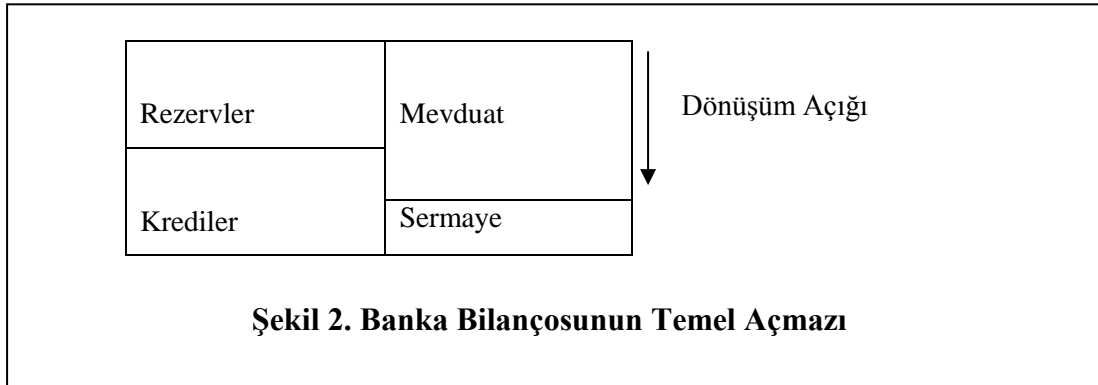 Rezervler
Mevduat
Dönüşüm Açığı
Krediler
Sermaye
Şekil 2. Banka Bilançosunun Temel Açmazı